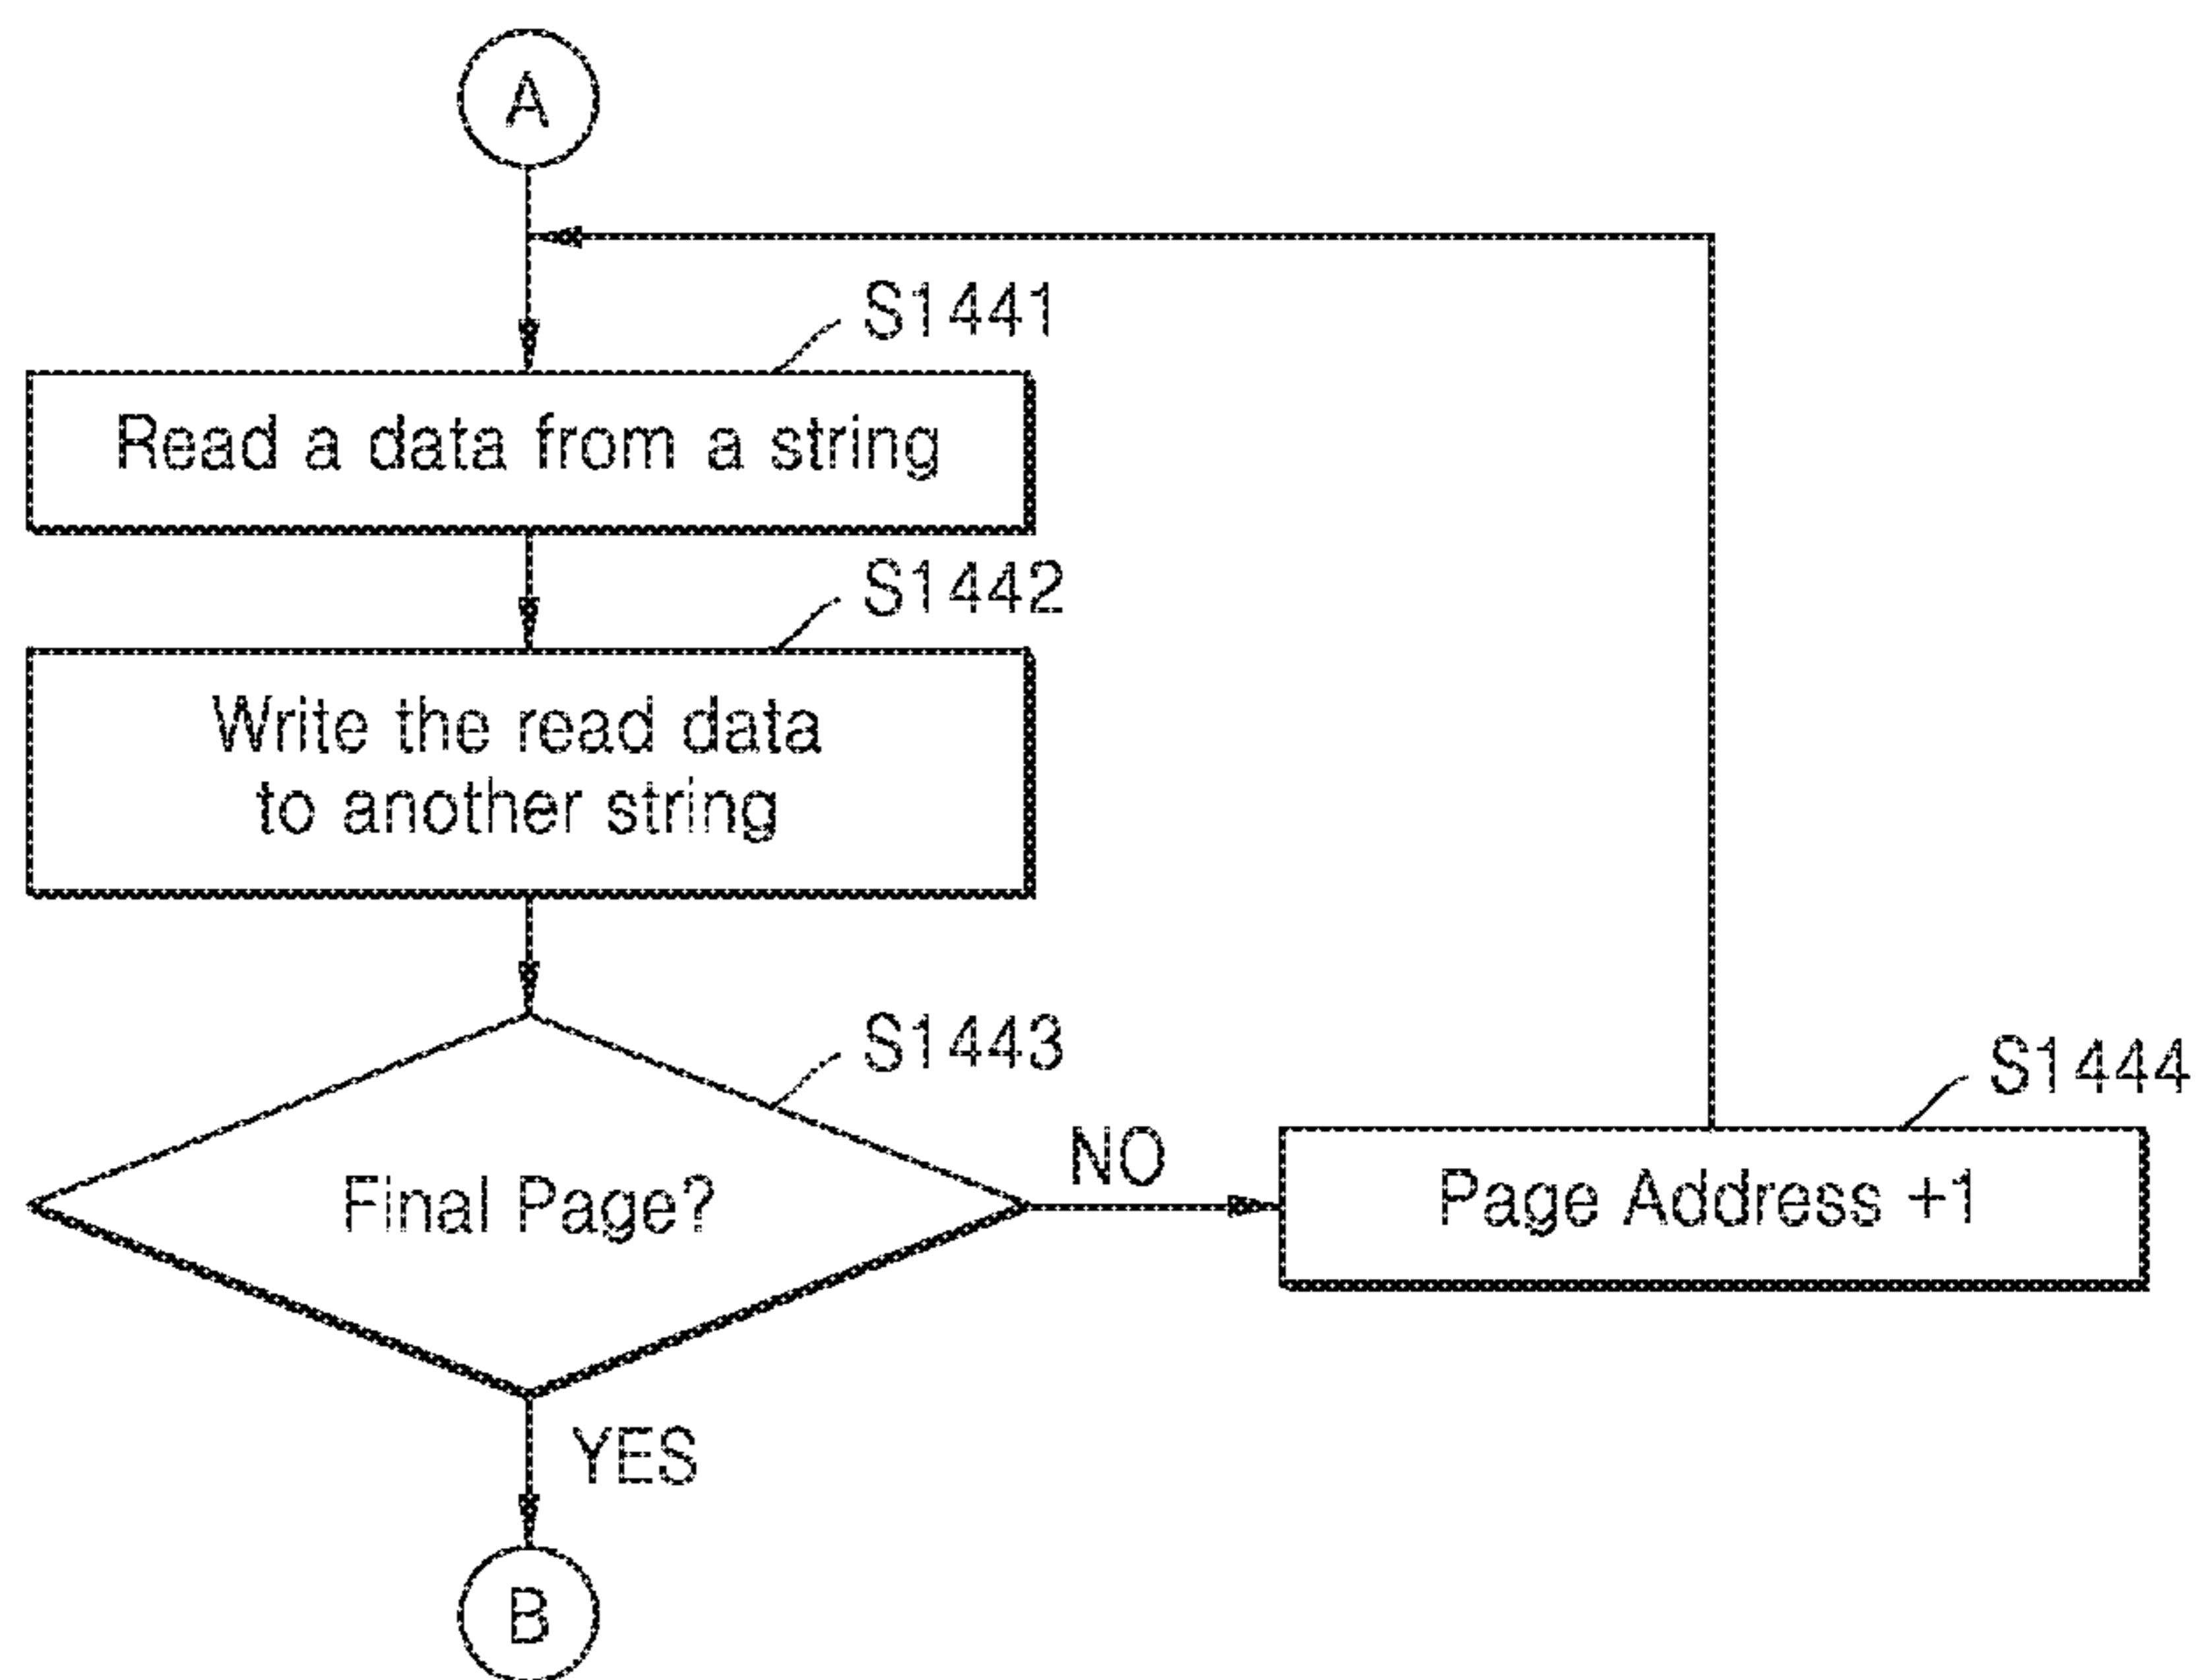 A
S1441
Read a data from a string
S1442
Write the read data
to another string
S1443
Final Page?
NO
S1444
Page Address +1
YES
B